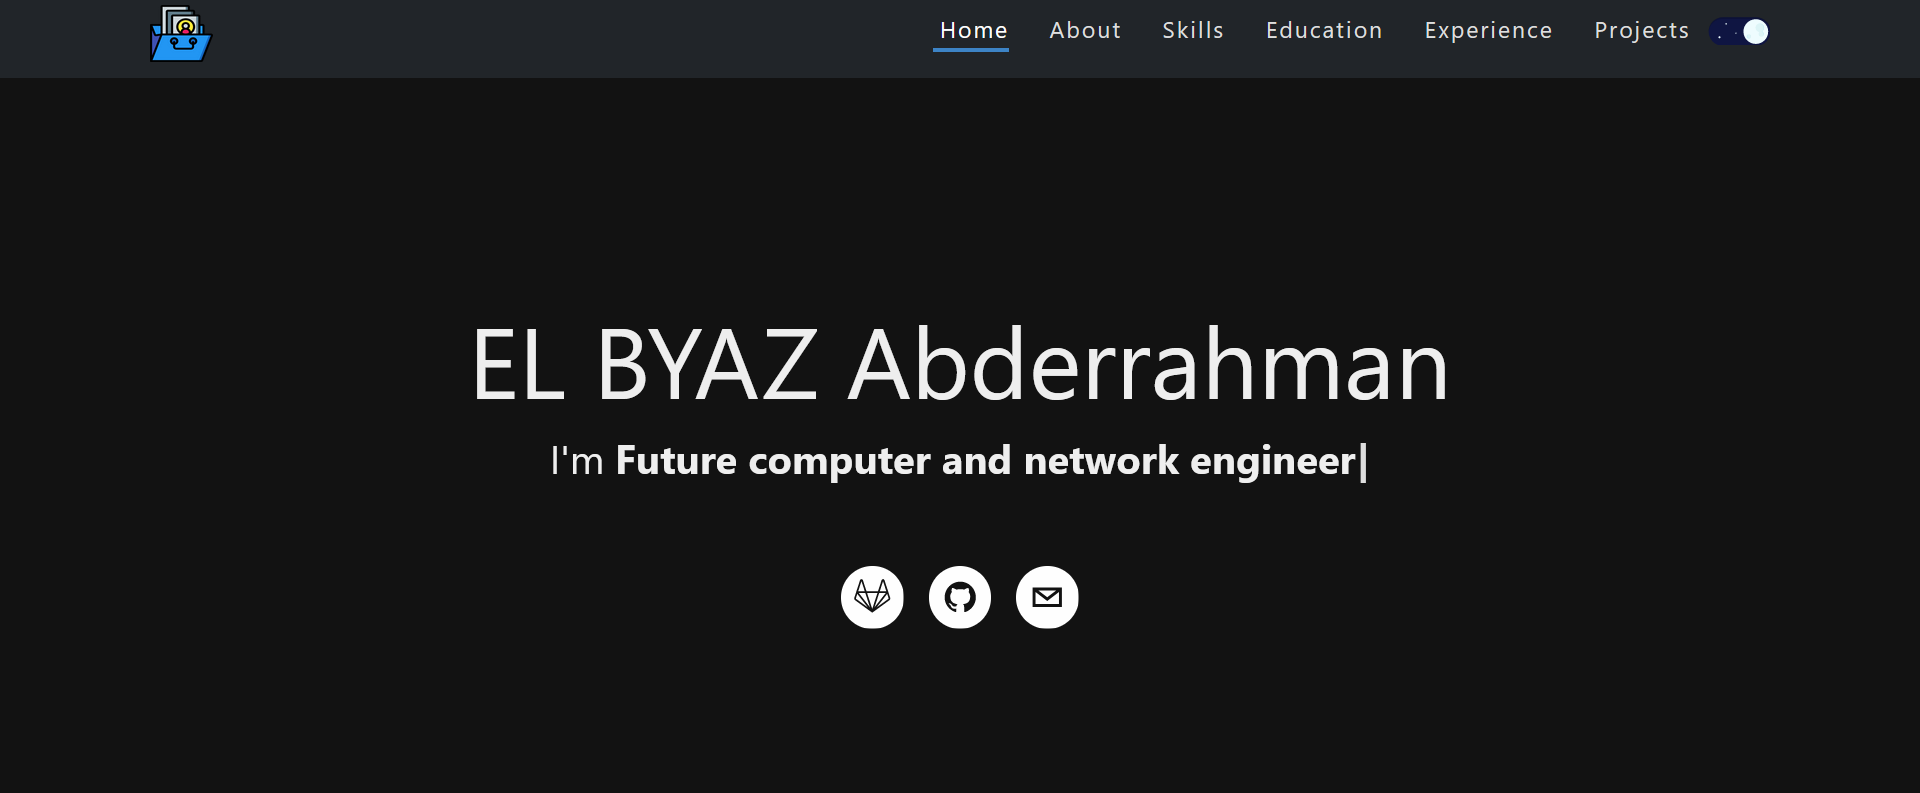 Home About Skills Education Experience Projects
EL BYAZ Abderrahman
I'm Future computer and network engineer|